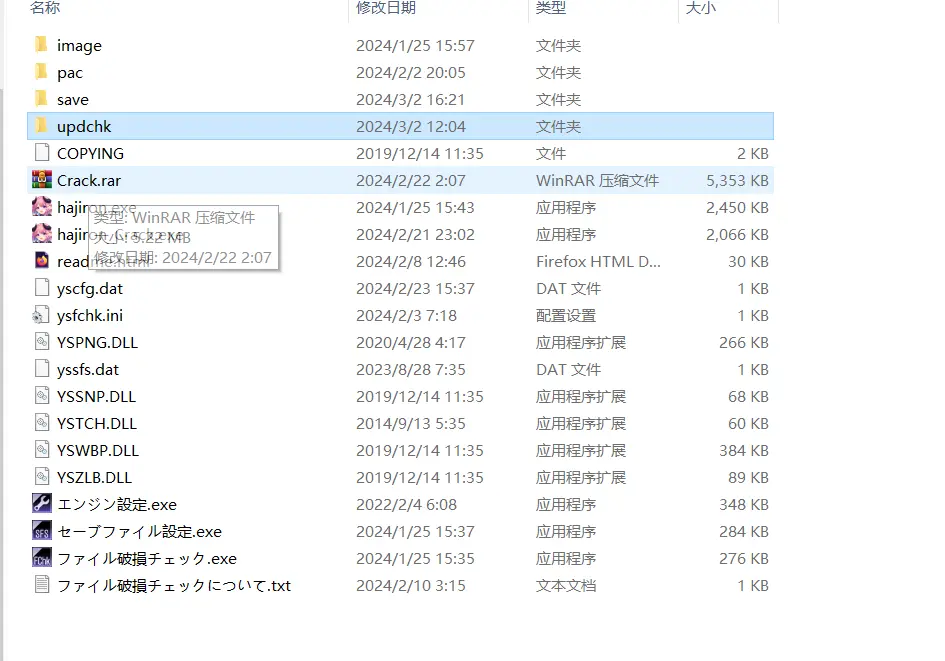 名称 修改日期 类型 大小
image 2024/1/25 15:57 文件夹
pac 2024/2/2 20:05 文件夹
save 2024/3/2 16:21 文件夹
updchk 2024/3/2 12:04 文件夹
COPYING 2019/12/14 11:35 文件 2 KB
Crack.rar 2024/2/22 2:07 WinRAR 压缩文件 5,353 KB
hajiron.exe 2024/1/25 15:43 应用程序 2,450 KB
类型: WinRAR 压缩文件
hajiron_Crack.exe 2024/2/21 23:02 应用程序 2,066 KB
大小: 5.22 MB
readme.html 2024/2/8 12:46 Firefox HTML D... 30 KB
修改日期: 2024/2/22 2:07
yscfg.dat 2024/2/23 15:37 DAT 文件 1 KB
ysfchk.ini 2024/2/3 7:18 配置设置 1 KB
YSPNG.DLL 2020/4/28 4:17 应用程序扩展 266 KB
yssfs.dat 2023/8/28 7:35 DAT 文件 1 KB
YSSNP.DLL 2019/12/14 11:35 应用程序扩展 68 KB
YSTCH.DLL 2014/9/13 5:35 应用程序扩展 60 KB
YSWBP.DLL 2019/12/14 11:35 应用程序扩展 384 KB
YSZLB.DLL 2019/12/14 11:35 应用程序扩展 89 KB
エンジン設定.exe 2022/2/4 6:08 应用程序 348 KB
SFS セーブファイル設定.exe 2024/1/25 15:37 应用程序 284 KB
FChk ファイル破損チェック.exe 2024/1/25 15:35 应用程序 276 KB
ファイル破損チェックについて.txt 2024/2/10 3:15 文本文档 1 KB